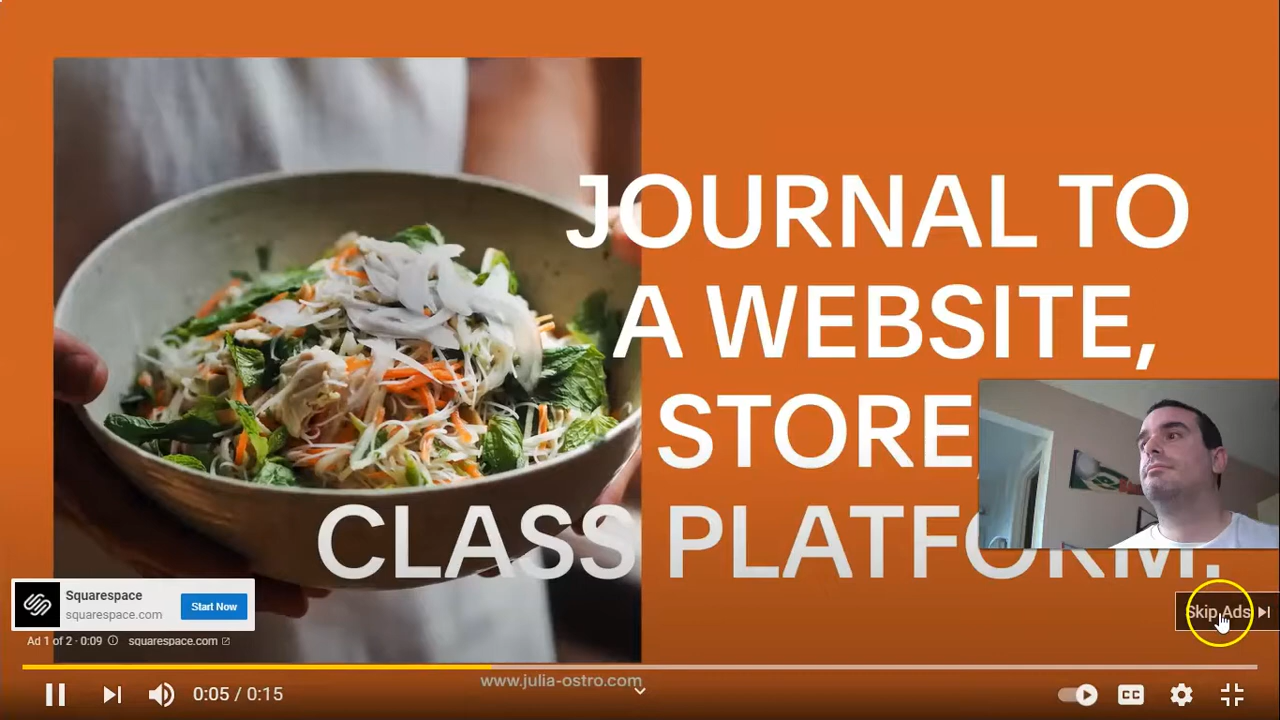 JOURNAL TO
A WEBSITE,
STORE
CLASS PLATFORM.
Squarespace
squarespace.com
Start Now
Skip Ads
Ad 1 of 2 · 0:09
squarespace.com
www.julia-ostro.com
0:05 / 0:15
CC